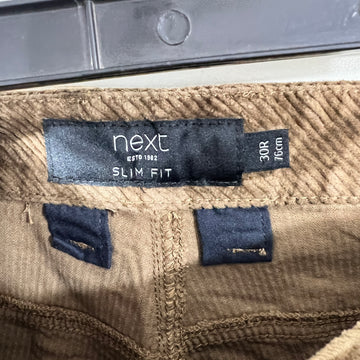 next
ESTD 1982
SLIM FIT
30R
76cm